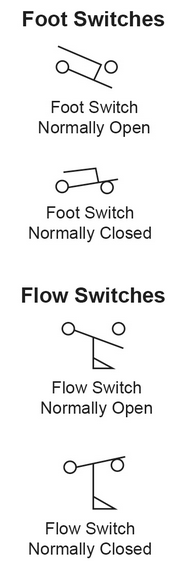 Foot Switches
Foot Switch
Normally Open
Foot Switch
Normally Closed
Flow Switches
Flow Switch
Normally Open
Flow Switch
Normally Closed